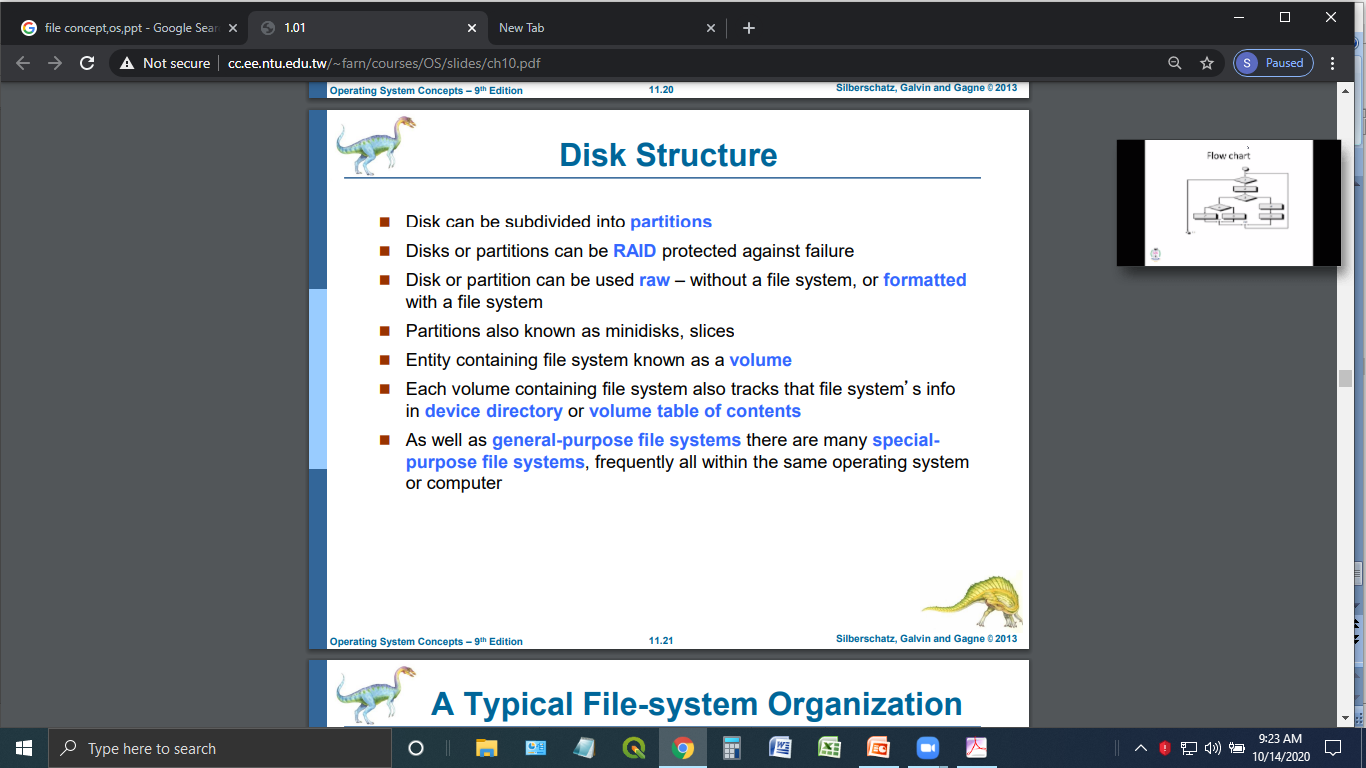 file concept,os,ppt - Google Sear
1.01
New Tab
Not secure
cc.ee.ntu.edu.tw/~farn/courses/OS/slides/ch10.pdf
S Paused
Operating System Concepts – 9th Edition 11.20 Silberschatz, Galvin and Gagne ©2013
Disk Structure
Disk can be subdivided into partitions
Disks or partitions can be RAID protected against failure
Disk or partition can be used raw – without a file system, or formatted
with a file system
Partitions also known as minidisks, slices
Entity containing file system known as a volume
Each volume containing file system also tracks that file system’s info
in device directory or volume table of contents
As well as general-purpose file systems there are many special-
purpose file systems, frequently all within the same operating system
or computer
Operating System Concepts – 9th Edition 11.21 Silberschatz, Galvin and Gagne ©2013
A Typical File-system Organization
Flow chart
Type here to search
9:23 AM
10/14/2020